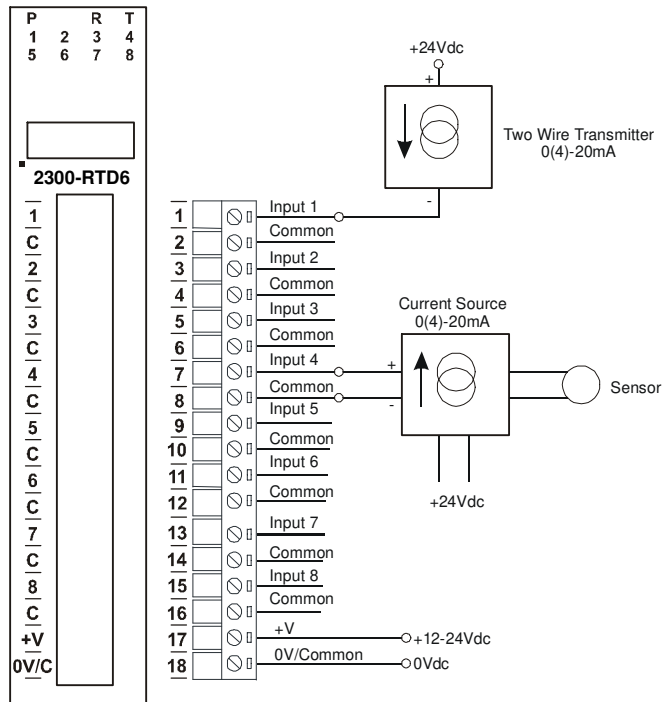 P R T
1 2 3 4
5 6 7 8
2300-RTD6
1
C
2
C
3
C
4
C
5
C
6
C
7
C
8
C
+V
0V/C
1 Input 1
2 Common
3 Input 2
4 Common
5 Input 3
6 Common
7 Input 4
8 Common
9 Input 5
10 Common
11 Input 6
12 Common
13 Input 7
14 Common
15 Input 8
16 Common
17 +V +12-24Vdc
18 0V/Common 0Vdc
+24Vdc
+
-
Two Wire Transmitter
0(4)-20mA
Current Source
0(4)-20mA
+
-
Sensor
+24Vdc